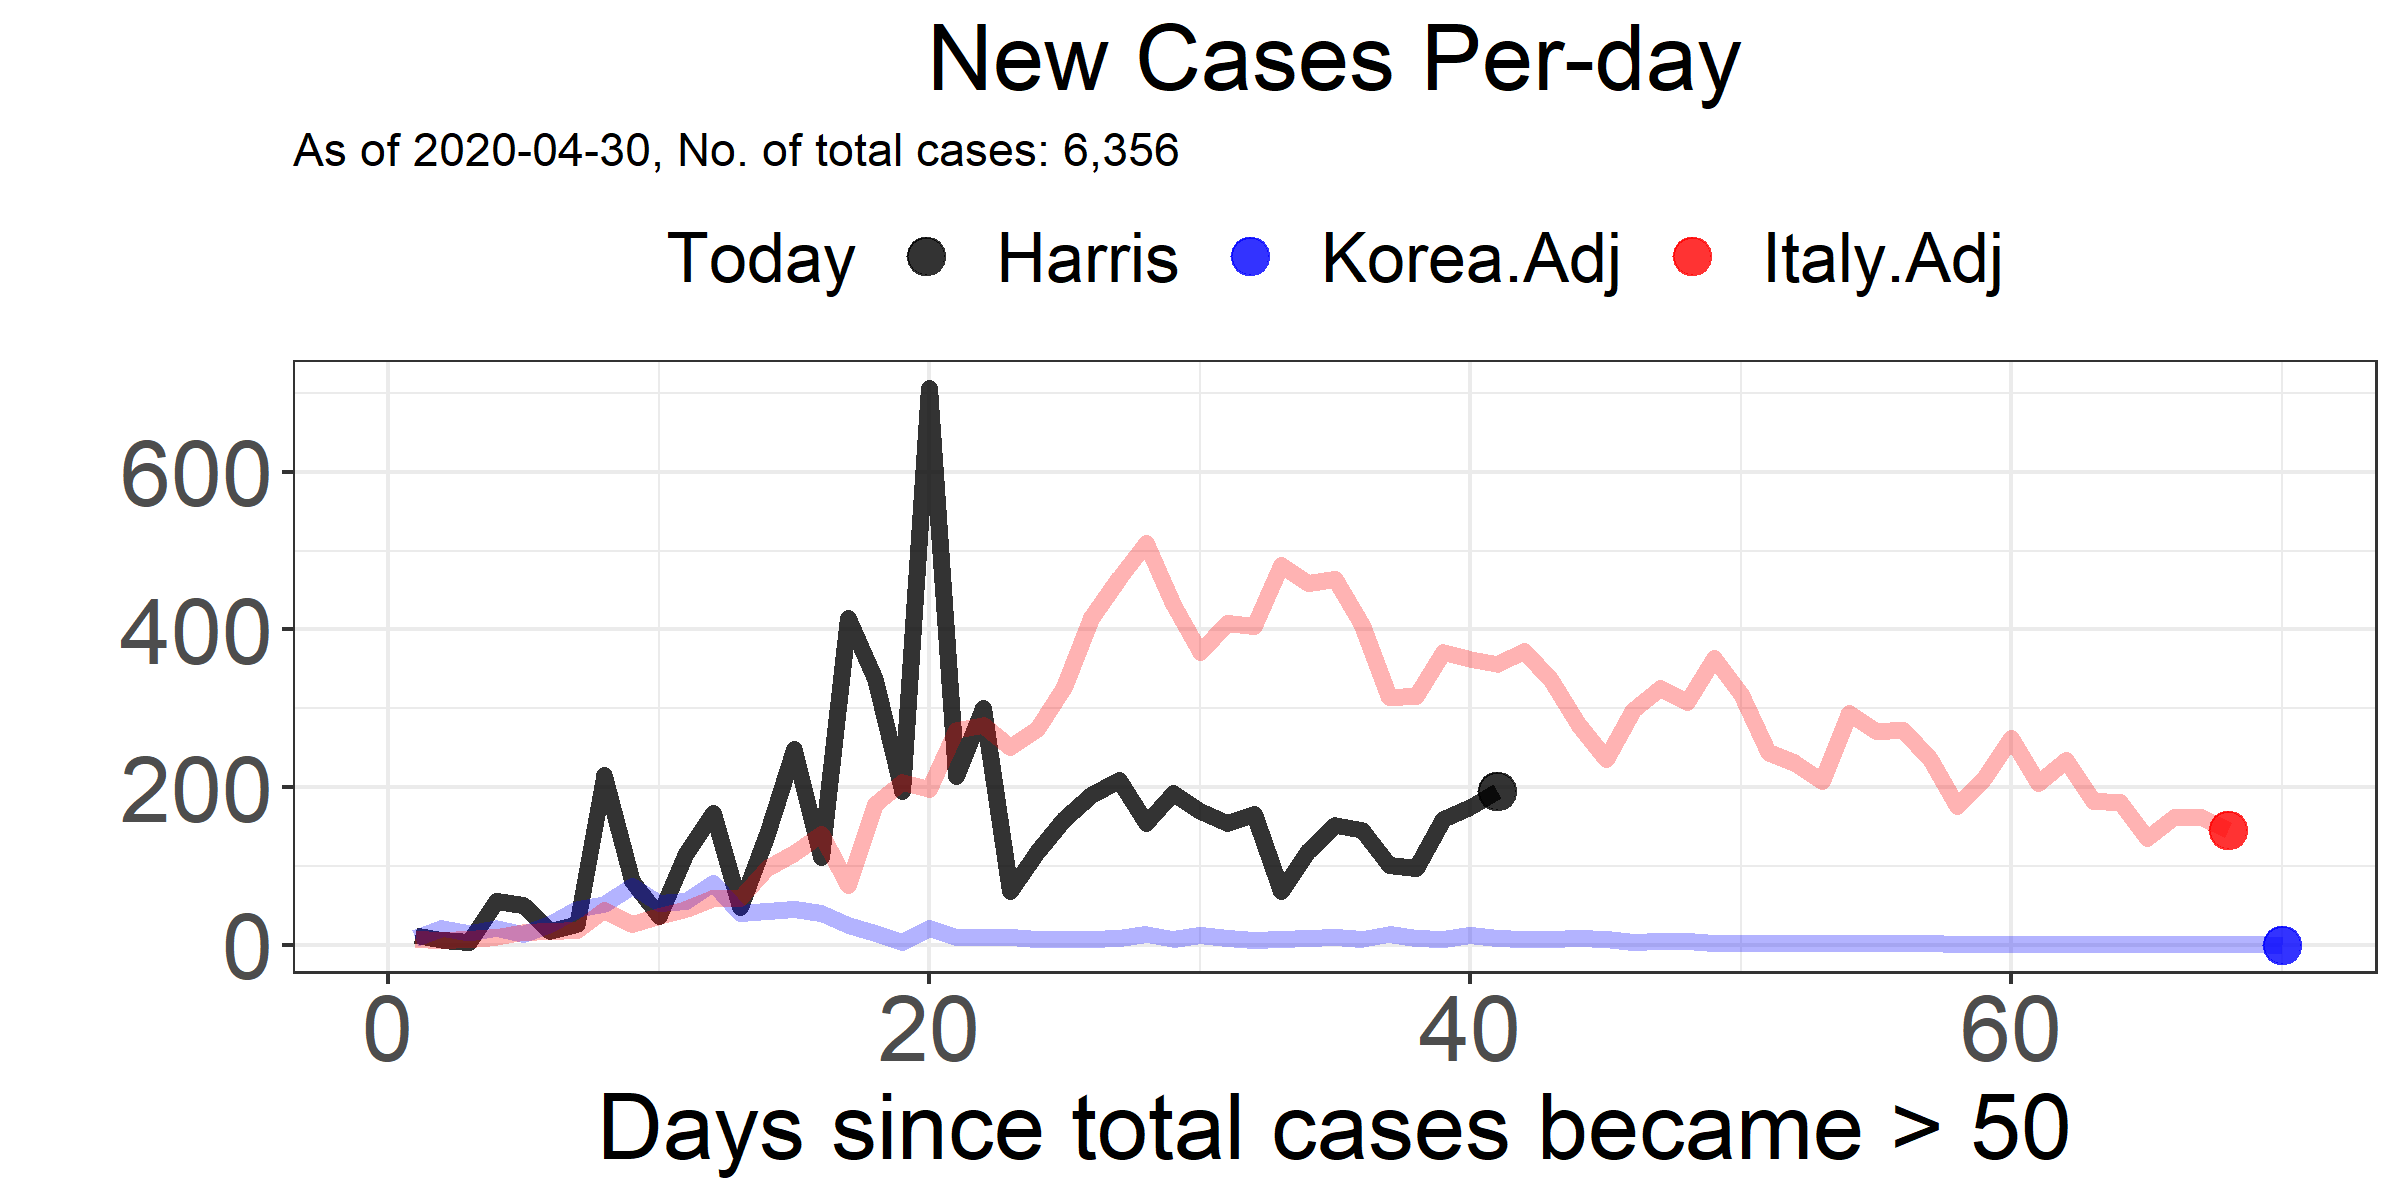 New Cases Per-day
As of 2020-04-30, No. of total cases: 6,356
Today Harris Korea.Adj Italy.Adj
600
400
200
0
0 20 40 60
Days since total cases became > 50